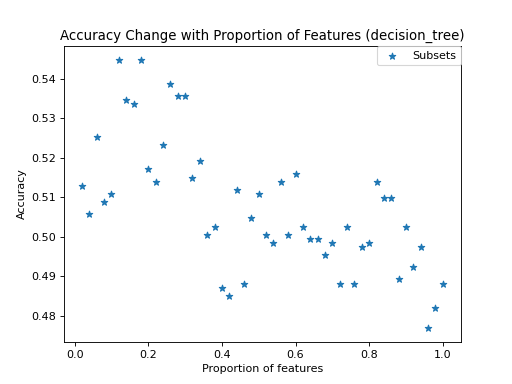 Accuracy Change with Proportion of Features (decision_tree)
Subsets
0.54
0.53
0.52
0.51
0.50
0.49
0.48
Accuracy
0.0 0.2 0.4 0.6 0.8 1.0
Proportion of features